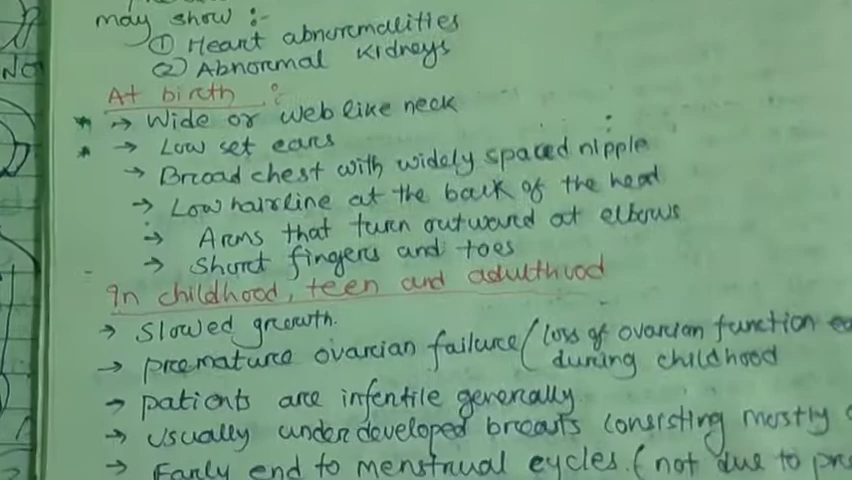 may show :-
① Heart abnormalities
② Abnormal kidneys
At birth :-
→ Wide or web like neck
→ Low set ears
→ Broad chest with widely spaced nipple
→ Low hairline at the back of the head
→ Arms that turn outward at elbows
→ Short fingers and toes
In childhood, teen and adulthood
→ Slowed growth.
→ premature ovarian failure (loss of ovarian function
during childhood
→ patients are infertile generally
→ Usually underdeveloped breasts consisting mostly
→ Early end to menstrual cycles. (not due to